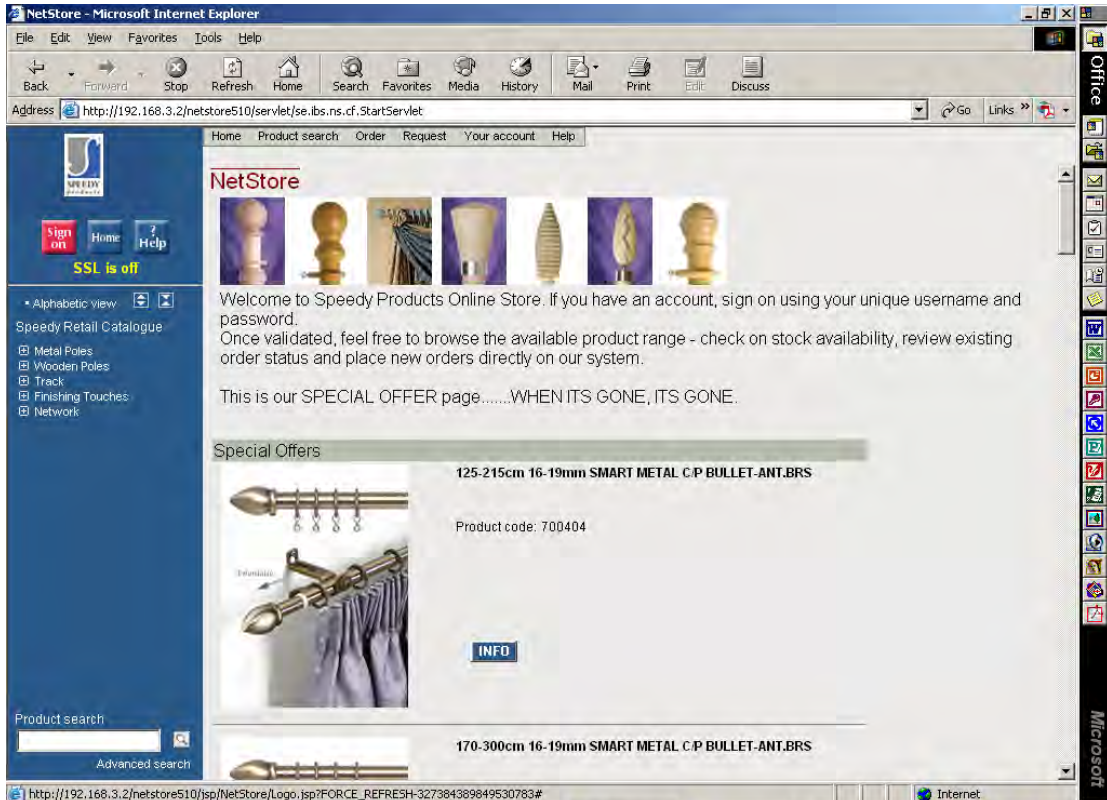 NetStore - Microsoft Internet Explorer
File Edit View Favorites Tools Help
Back Forward Stop Refresh Home Search Favorites Media History Mail Print Edit Discuss
Address http://192.168.3.2/netstore510/servlet/se.ibs.ns.cf.StartServlet Go Links »
Office
Home Product search Order Request Your account Help
SPEEDY
products
Sign on Home ? Help
SSL is off
Alphabetic view
Speedy Retail Catalogue
Metal Poles
Wooden Poles
Track
Finishing Touches
Network
NetStore
Welcome to Speedy Products Online Store. If you have an account, sign on using your unique username and
password.
Once validated, feel free to browse the available product range - check on stock availability, review existing
order status and place new orders directly on our system.
This is our SPECIAL OFFER page.......WHEN ITS GONE, ITS GONE.
Special Offers
125-215cm 16-19mm SMART METAL C/P BULLET-ANT.BRS
Product code: 700404
INFO
170-300cm 16-19mm SMART METAL C/P BULLET-ANT.BRS
Product search
Advanced search
Microsoft
http://192.168.3.2/netstore510/jsp/NetStore/Logo.jsp?FORCE_REFRESH-327384389849530783# Internet